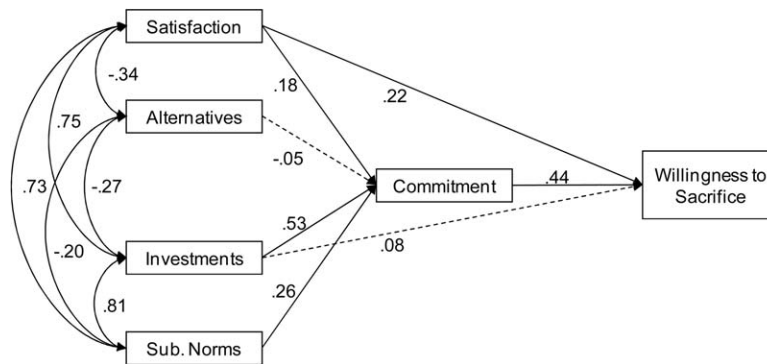 Satisfaction
-.34
.18
.22
.75
Alternatives
-.05
.73
-.27
Commitment
.44
Willingness to
Sacrifice
.53
-.20
Investments
.08
.81
.26
Sub. Norms